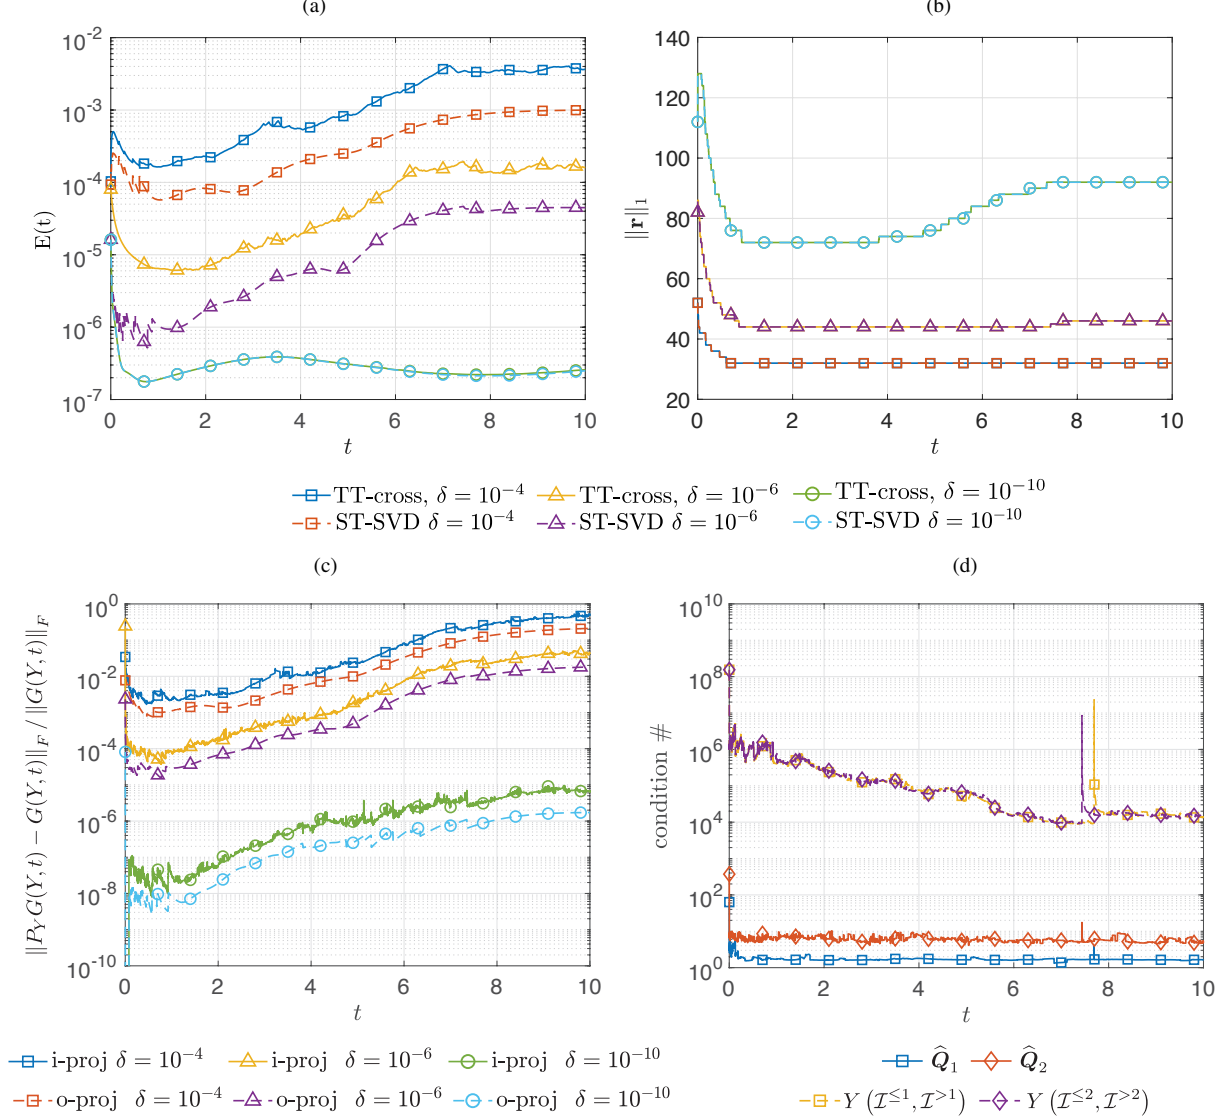 (a)
(b)
10^-2
10^-3
10^-4
10^-5
10^-6
10^-7
E(t)
0 2 4 6 8 10
t
140
120
100
80
60
40
20
||r||_1
0 2 4 6 8 10
t
TT-cross, δ = 10^-4
TT-cross, δ = 10^-6
TT-cross, δ = 10^-10
ST-SVD δ = 10^-4
ST-SVD δ = 10^-6
ST-SVD δ = 10^-10
(c)
(d)
10^0
10^-2
10^-4
10^-6
10^-8
10^-10
||P_Y G(Y, t) − G(Y, t)||_F / ||G(Y, t)||_F
0 2 4 6 8 10
t
10^10
10^8
10^6
10^4
10^2
10^0
condition #
0 2 4 6 8 10
t
i-proj δ = 10^-4
i-proj δ = 10^-6
i-proj δ = 10^-10
o-proj δ = 10^-4
o-proj δ = 10^-6
o-proj δ = 10^-10
Q̂_1
Q̂_2
Y (I^≤1, I^>1)
Y (I^≤2, I^>2)